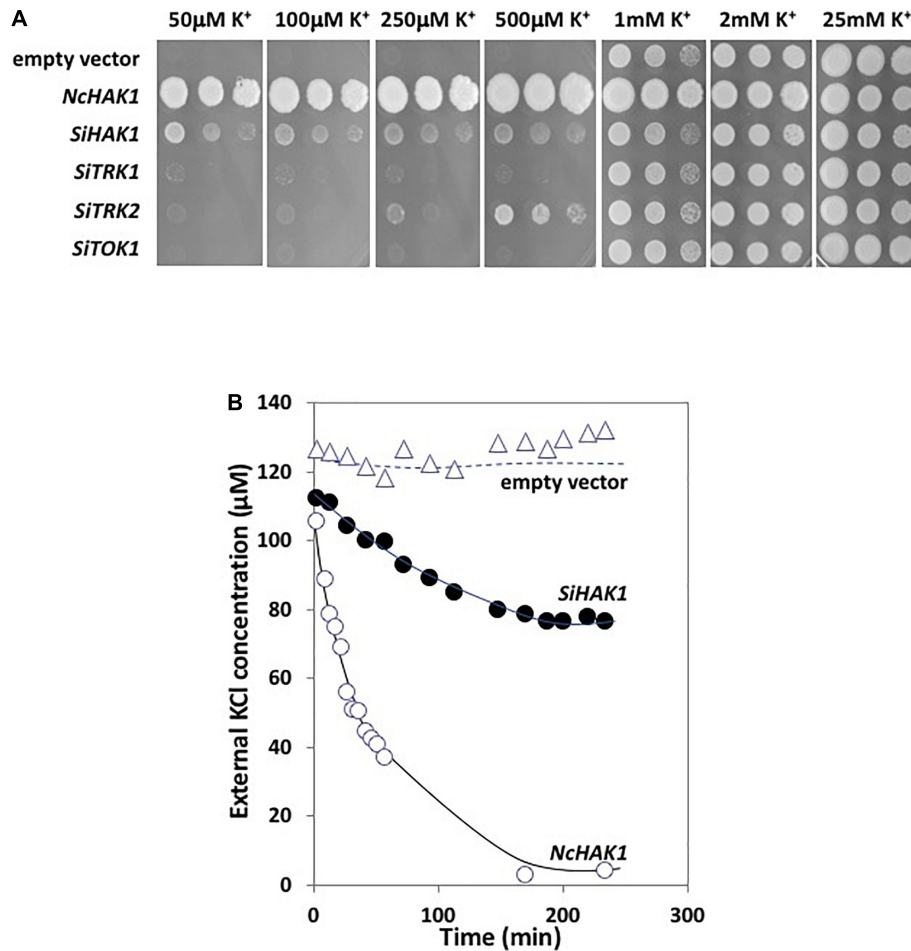 A 50µM K⁺ 100µM K⁺ 250µM K⁺ 500µM K⁺ 1mM K⁺ 2mM K⁺ 25mM K⁺
empty vector
NcHAK1
SiHAK1
SiTRK1
SiTRK2
SiTOK1
B
140
120
100
80
60
40
20
0
External KCl concentration (µM)
empty vector
SiHAK1
NcHAK1
0 100 200 300
Time (min)